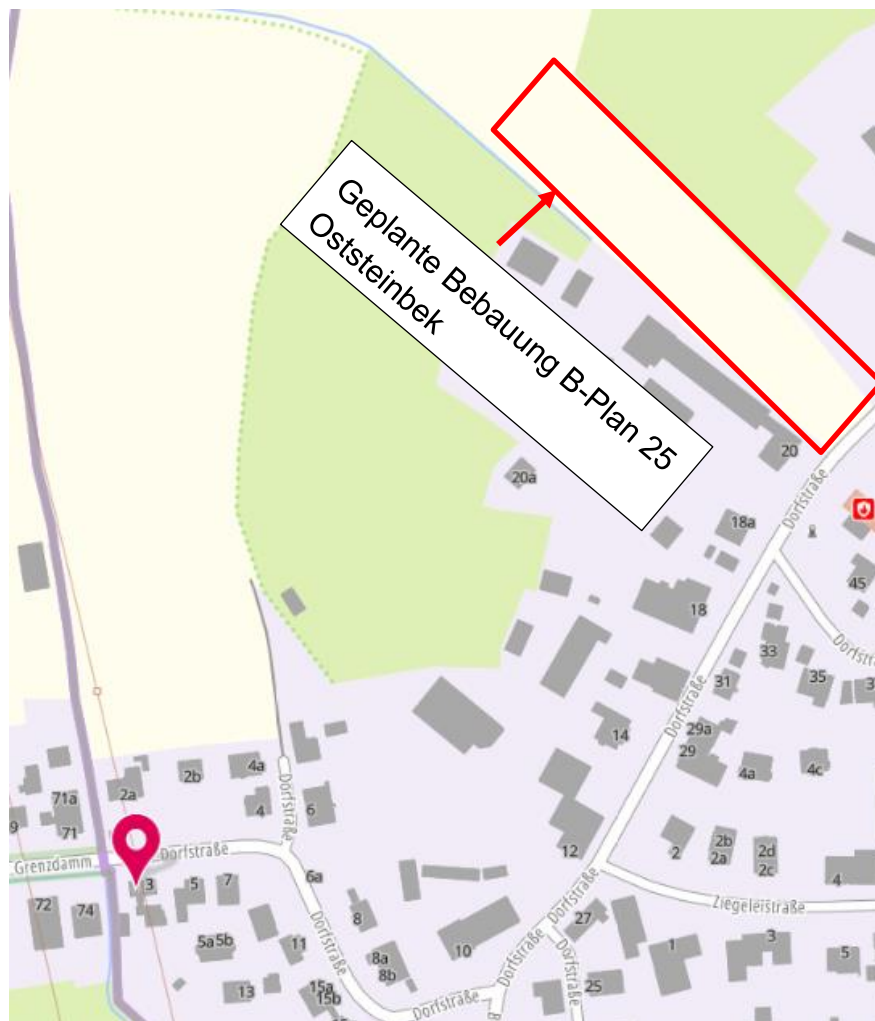 Geplante Bebauung B-Plan 25
Oststeinbek
20
20a
18a
Dorfstraße
45
18
33
Dorfstr
35
3
31
Dorfstraße
14
29a
29
4a
4c
71a
2a
2b
4a
4
6
Dorfstraße
9
71
12
2
2b
2a
2d
2c
4
Grenzdamm
Dorfstraße
3
5
7
6a
Ziegeleistraße
72
74
8
Dorfstraße
27
5a
5b
11
Dorfstraße
10
1
3
5
8a
8b
Dorfstraße
Dorfstraße
13
15a
15b
25
Dorfstraße
B